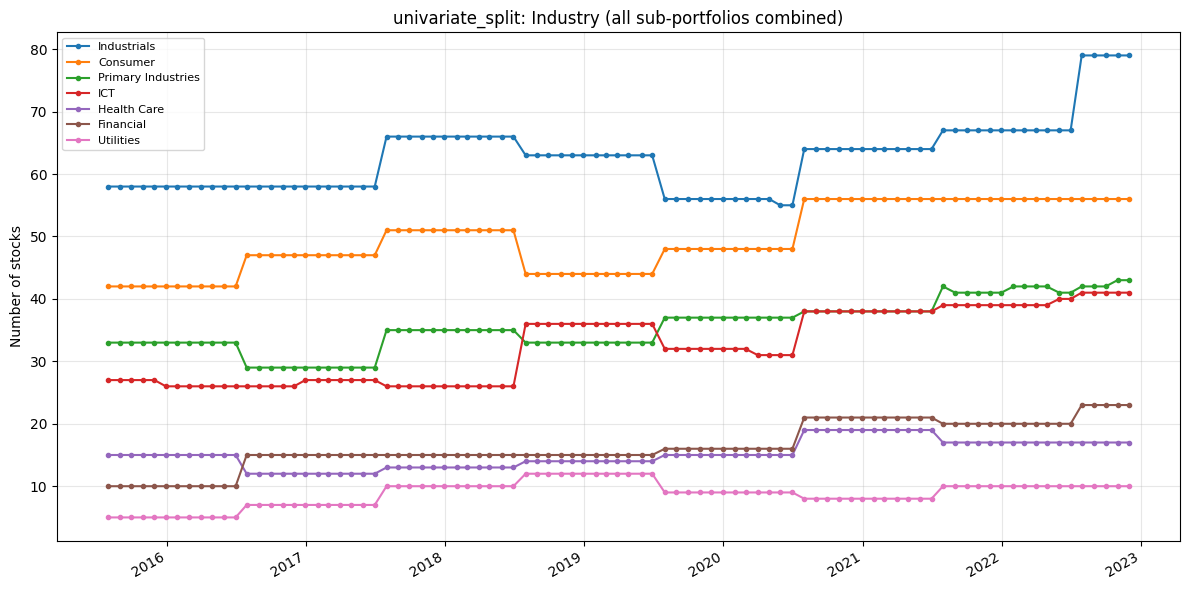 univariate_split: Industry (all sub-portfolios combined)
Industrials
Consumer
Primary Industries
ICT
Health Care
Financial
Utilities
Number of stocks
80
70
60
50
40
30
20
10
2016
2017
2018
2019
2020
2021
2022
2023